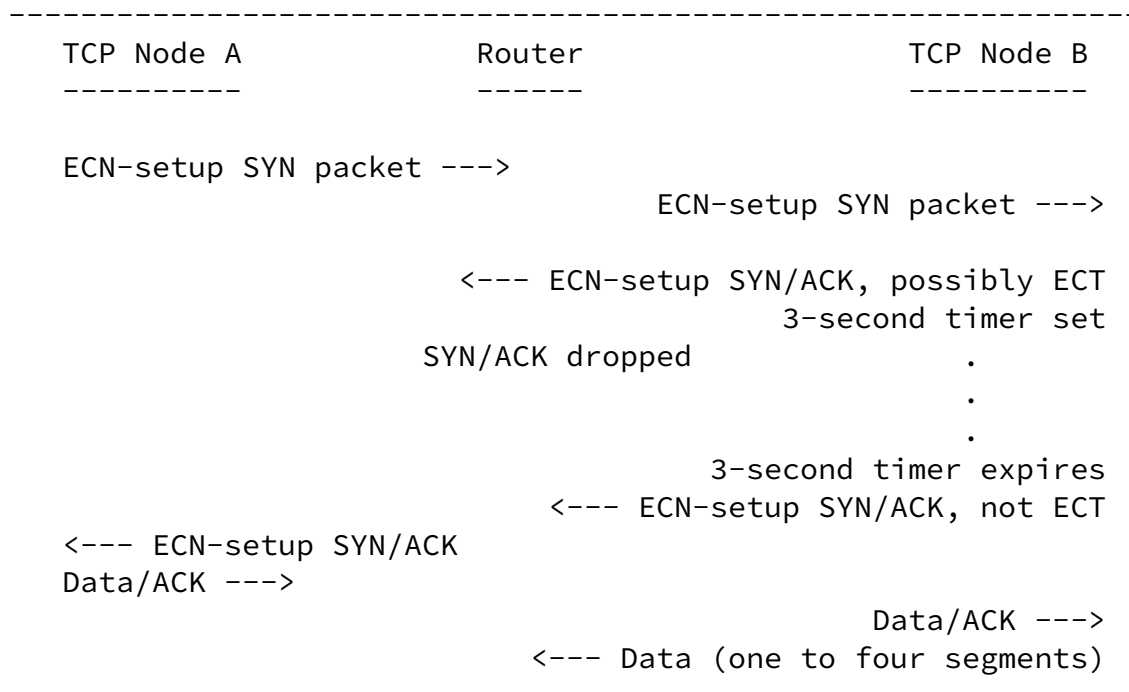 ---------------------------------------------------------------
TCP Node A             Router                  TCP Node B
----------             ------                  ----------
ECN-setup SYN packet --->
ECN-setup SYN packet --->
<--- ECN-setup SYN/ACK, possibly ECT
3-second timer set
SYN/ACK dropped               .
.
.
3-second timer expires
<--- ECN-setup SYN/ACK, not ECT
<--- ECN-setup SYN/ACK
Data/ACK --->
Data/ACK --->
<--- Data (one to four segments)